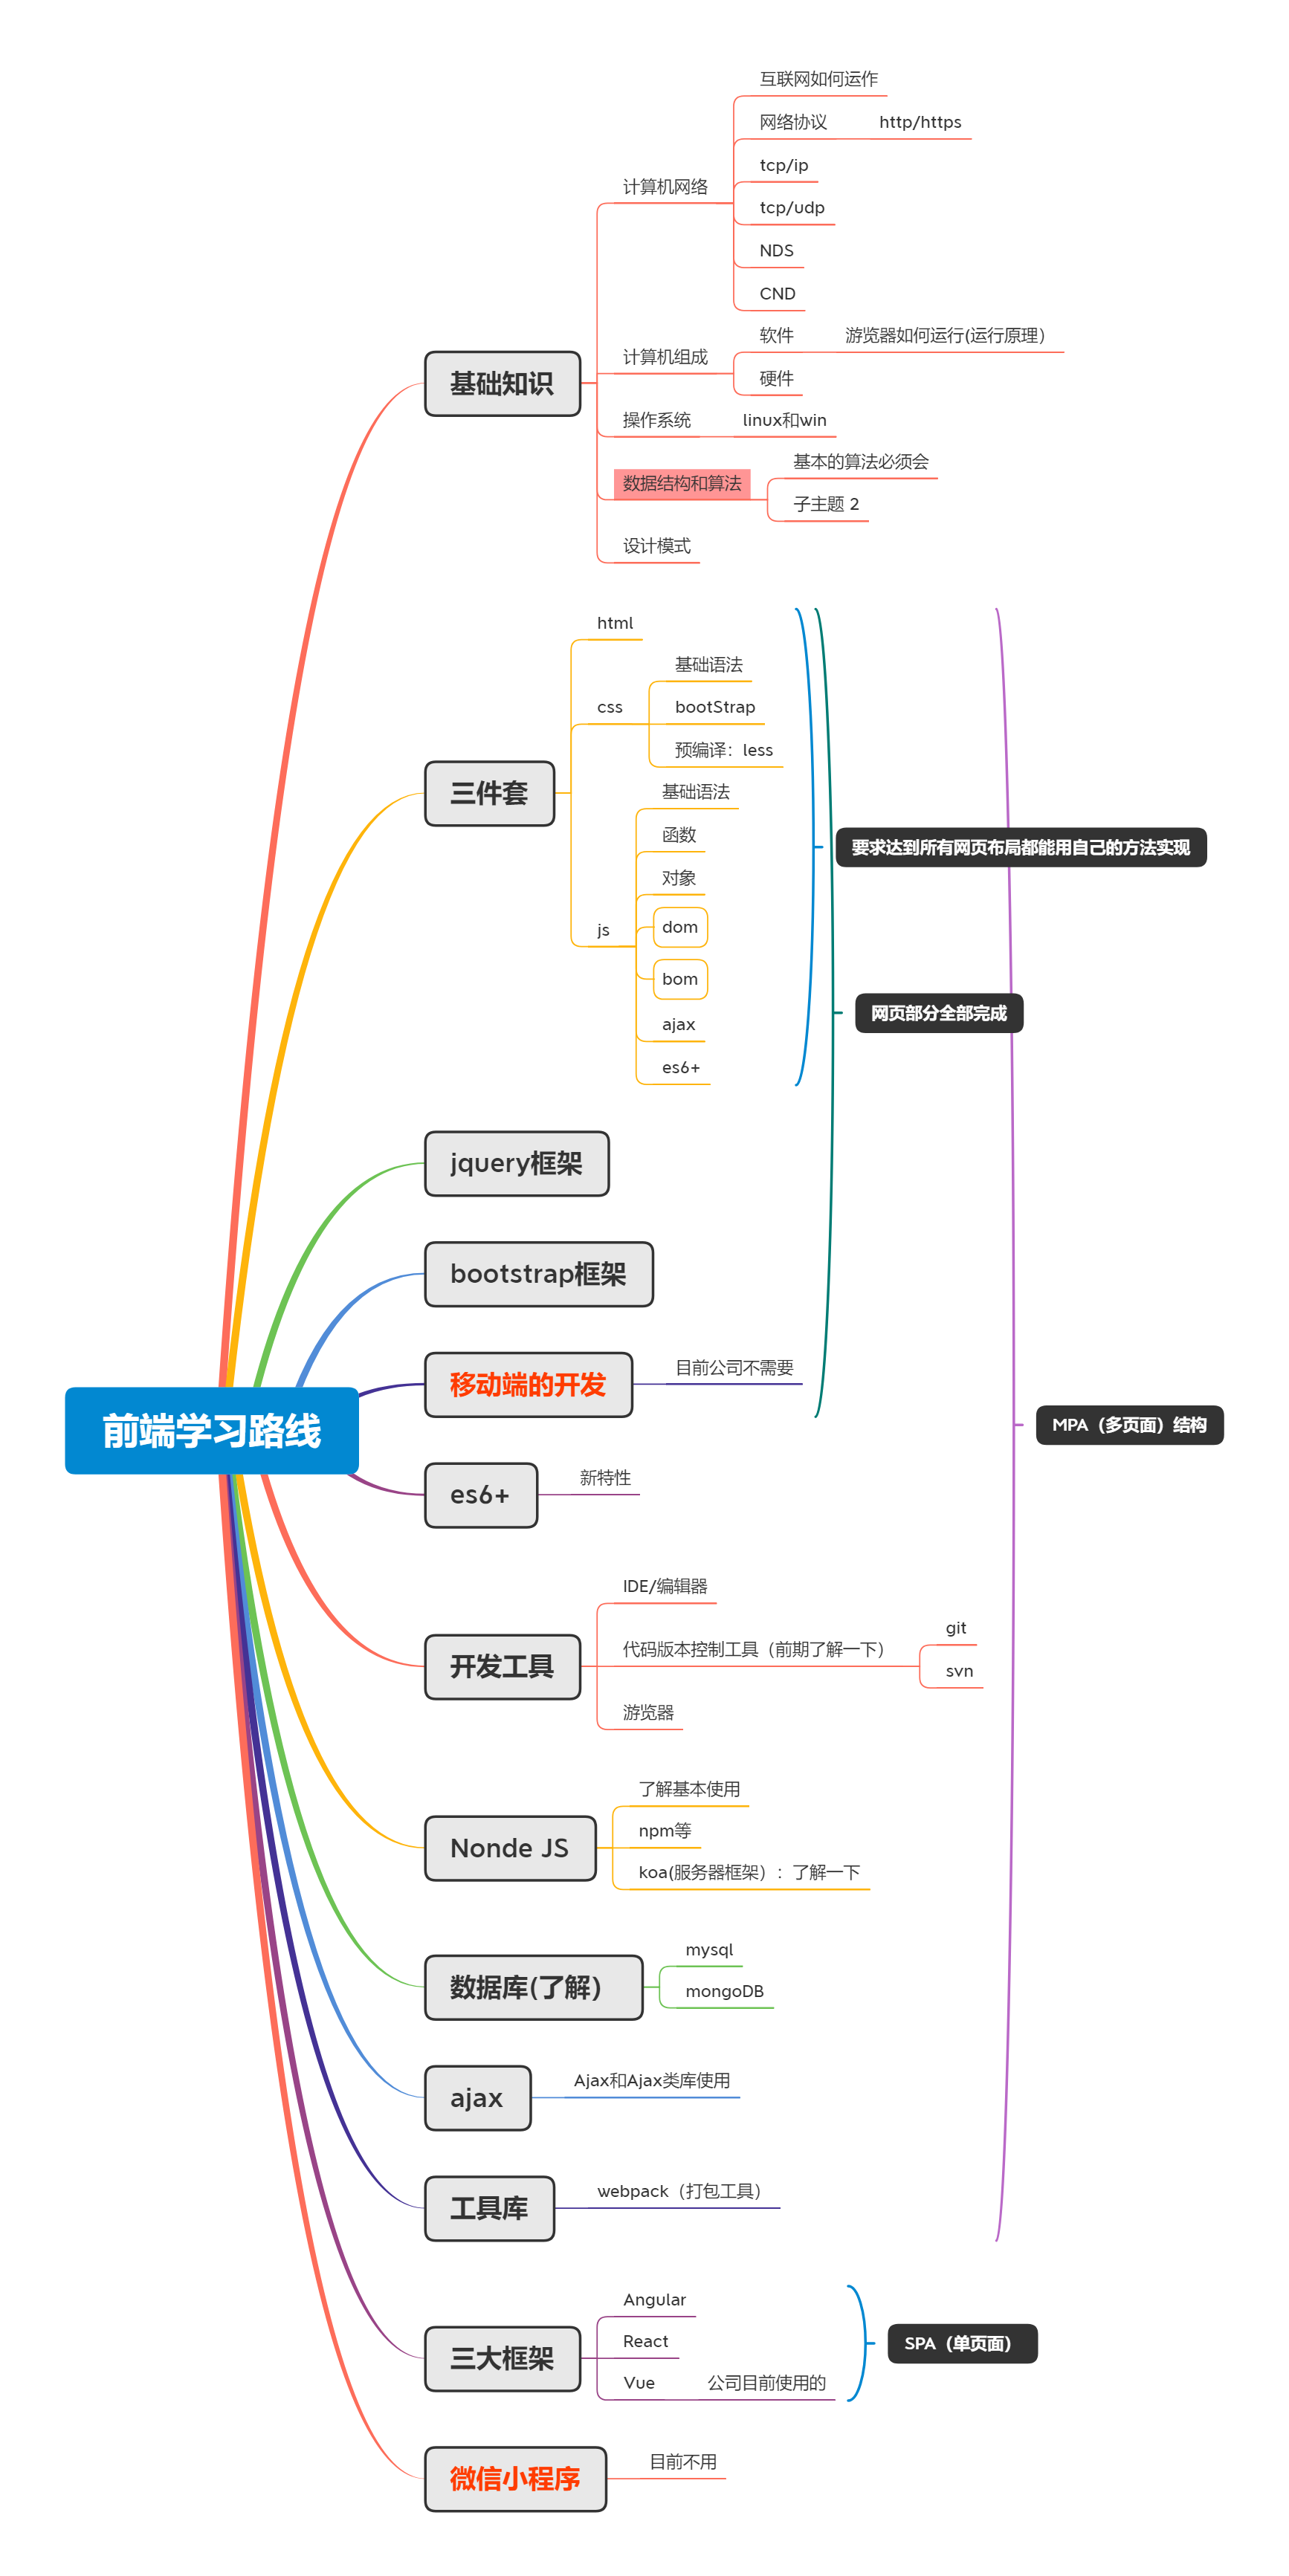 前端学习路线
基础知识
计算机网络
互联网如何运作
网络协议
http/https
tcp/ip
tcp/udp
NDS
CND
计算机组成
软件
游览器如何运行(运行原理）
硬件
操作系统
linux和win
数据结构和算法
基本的算法必须会
子主题 2
设计模式
三件套
html
css
基础语法
bootStrap
预编译：less
js
基础语法
函数
对象
dom
bom
ajax
es6+
要求达到所有网页布局都能用自己的方法实现
jquery框架
bootstrap框架
移动端的开发
目前公司不需要
网页部分全部完成
es6+
新特性
开发工具
IDE/编辑器
代码版本控制工具（前期了解一下）
git
svn
游览器
Nonde JS
了解基本使用
npm等
koa(服务器框架）：了解一下
数据库(了解）
mysql
mongoDB
ajax
Ajax和Ajax类库使用
工具库
webpack（打包工具）
MPA（多页面）结构
三大框架
Angular
React
Vue
公司目前使用的
SPA（单页面）
微信小程序
目前不用